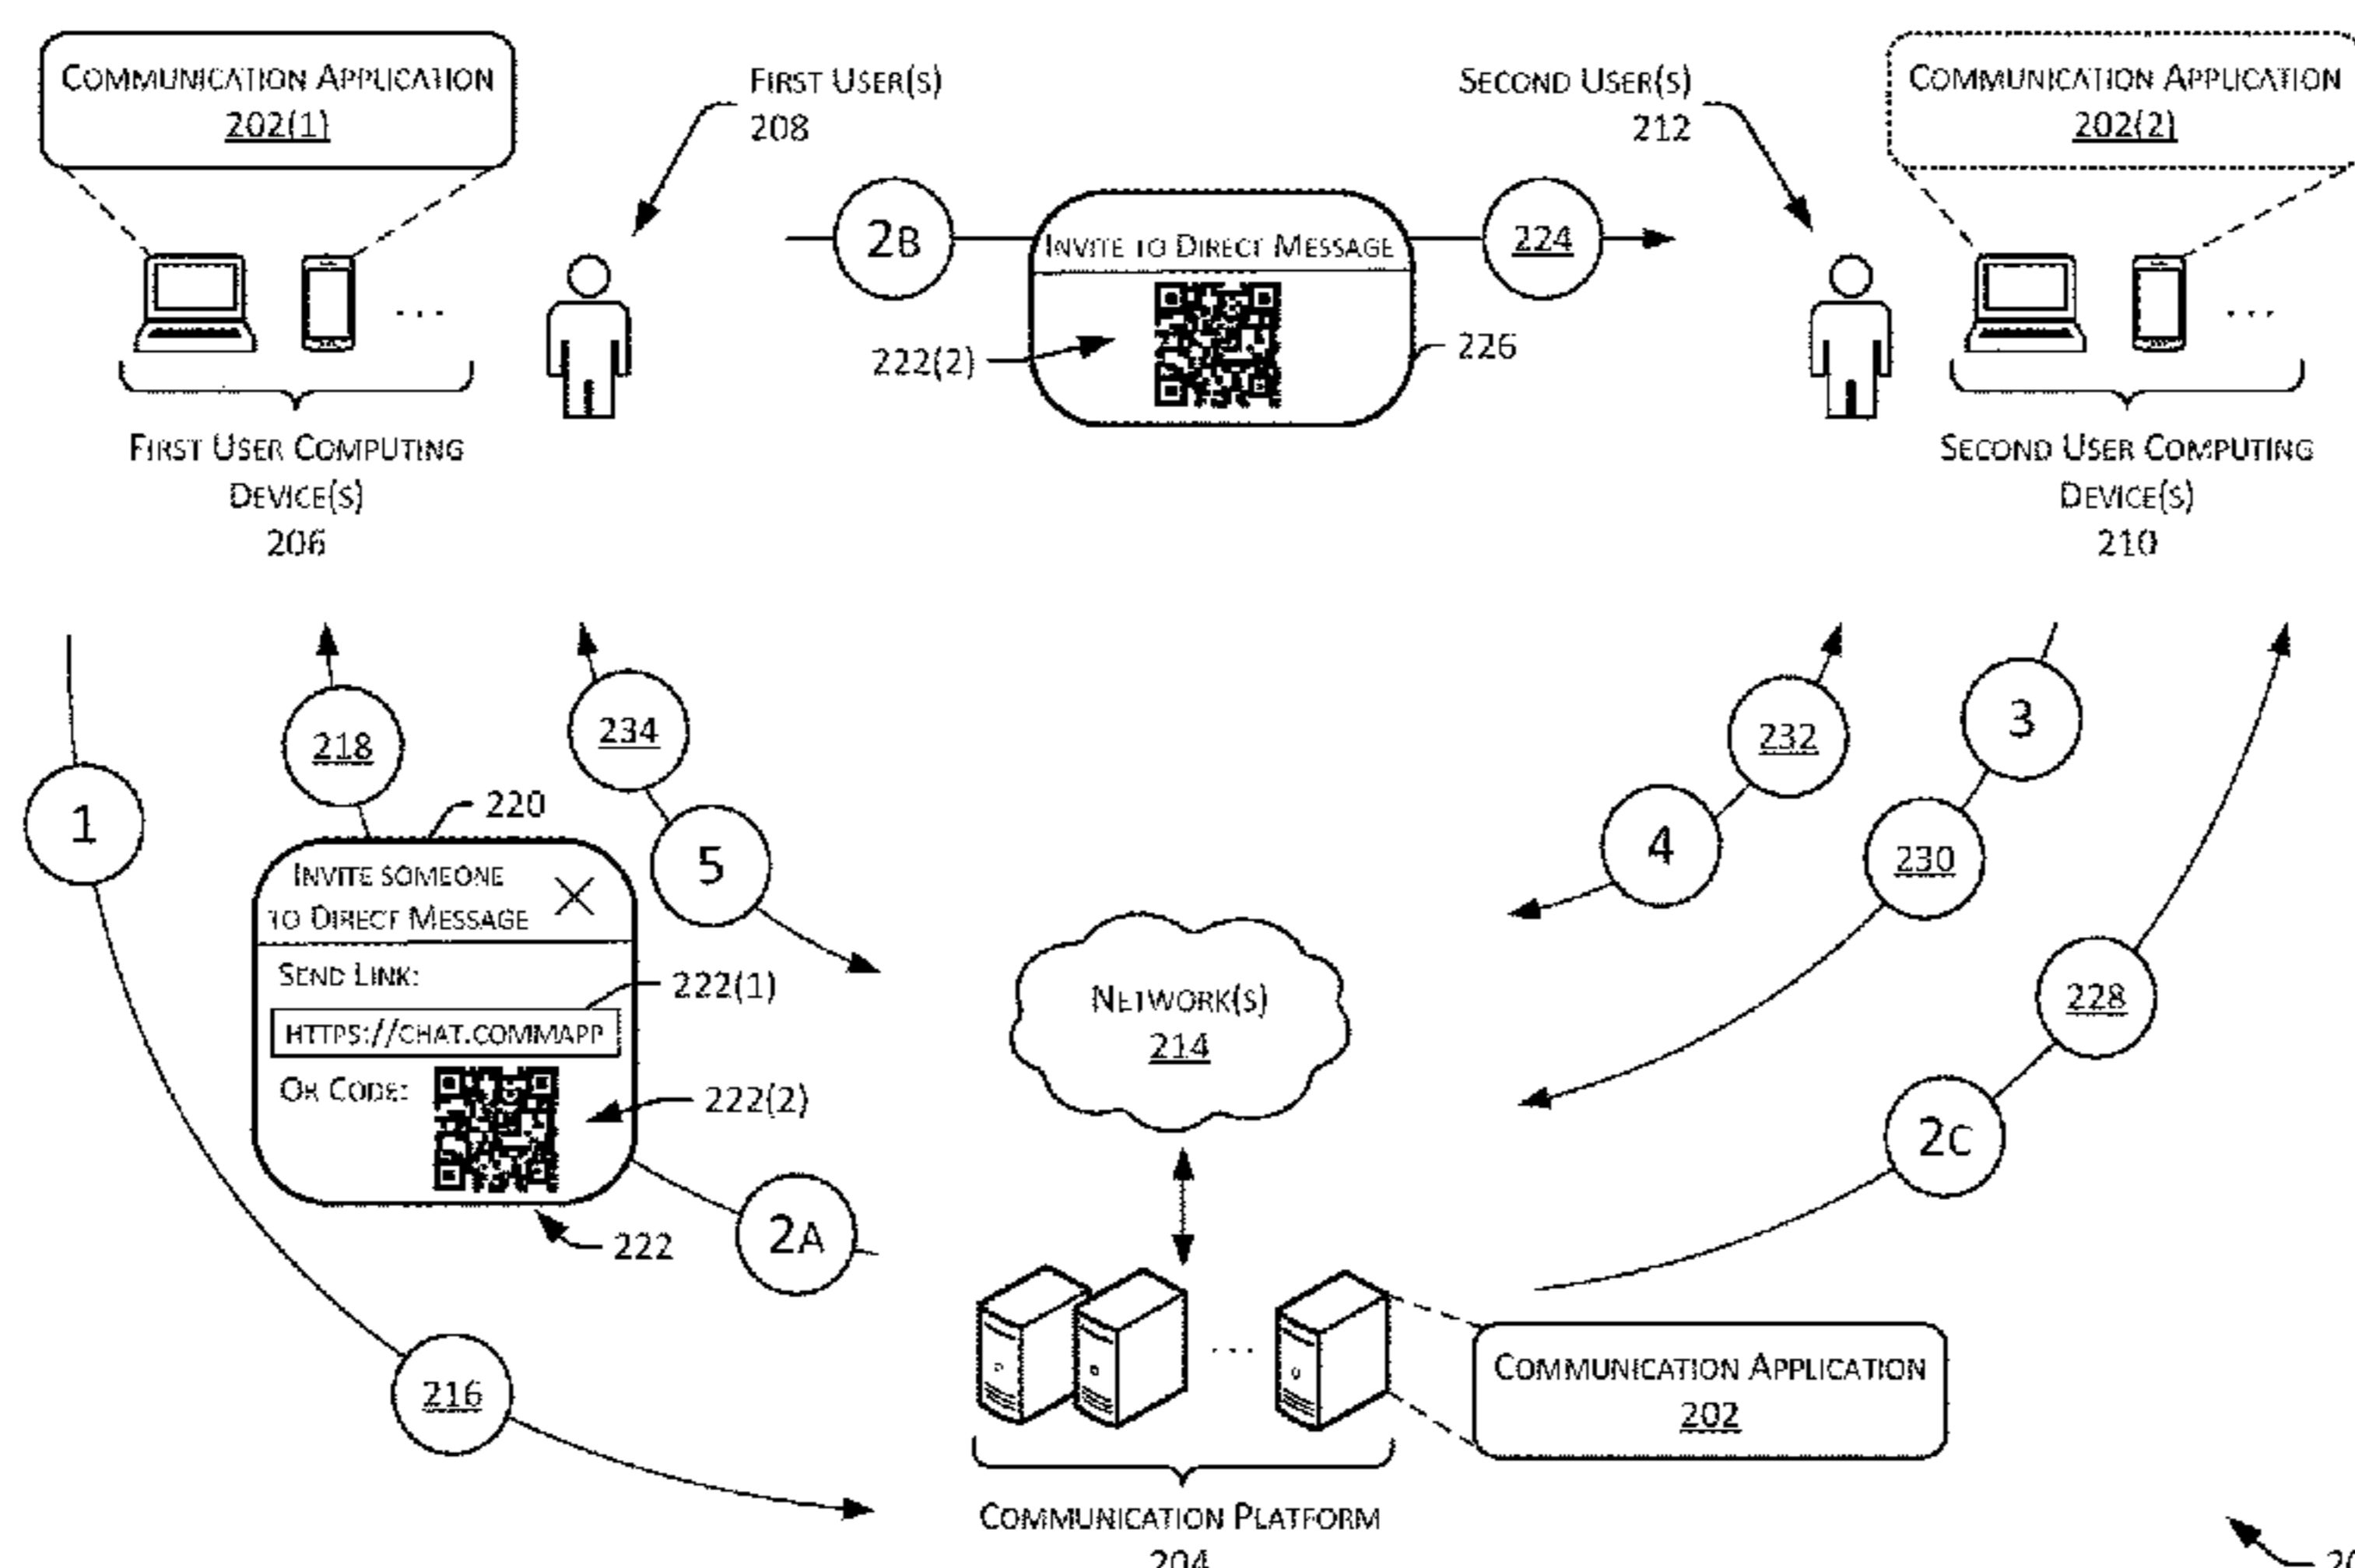 COMMUNICATION APPLICATION
202(1)
FIRST USER(S)
208
SECOND USER(S)
212
COMMUNICATION APPLICATION
202(2)
2B
INVITE TO DIRECT MESSAGE
224
222(2)
226
FIRST USER COMPUTING
DEVICE(S)
206
SECOND USER COMPUTING
DEVICE(S)
210
1
218
234
220
5
INVITE SOMEONE
TO DIRECT MESSAGE
SEND LINK:
222(1)
HTTPS://CHAT.COMMAPP
QR CODE:
222(2)
222
2A
216
232
3
4
230
NETWORK(S)
214
228
2C
COMMUNICATION APPLICATION
202
COMMUNICATION PLATFORM
204